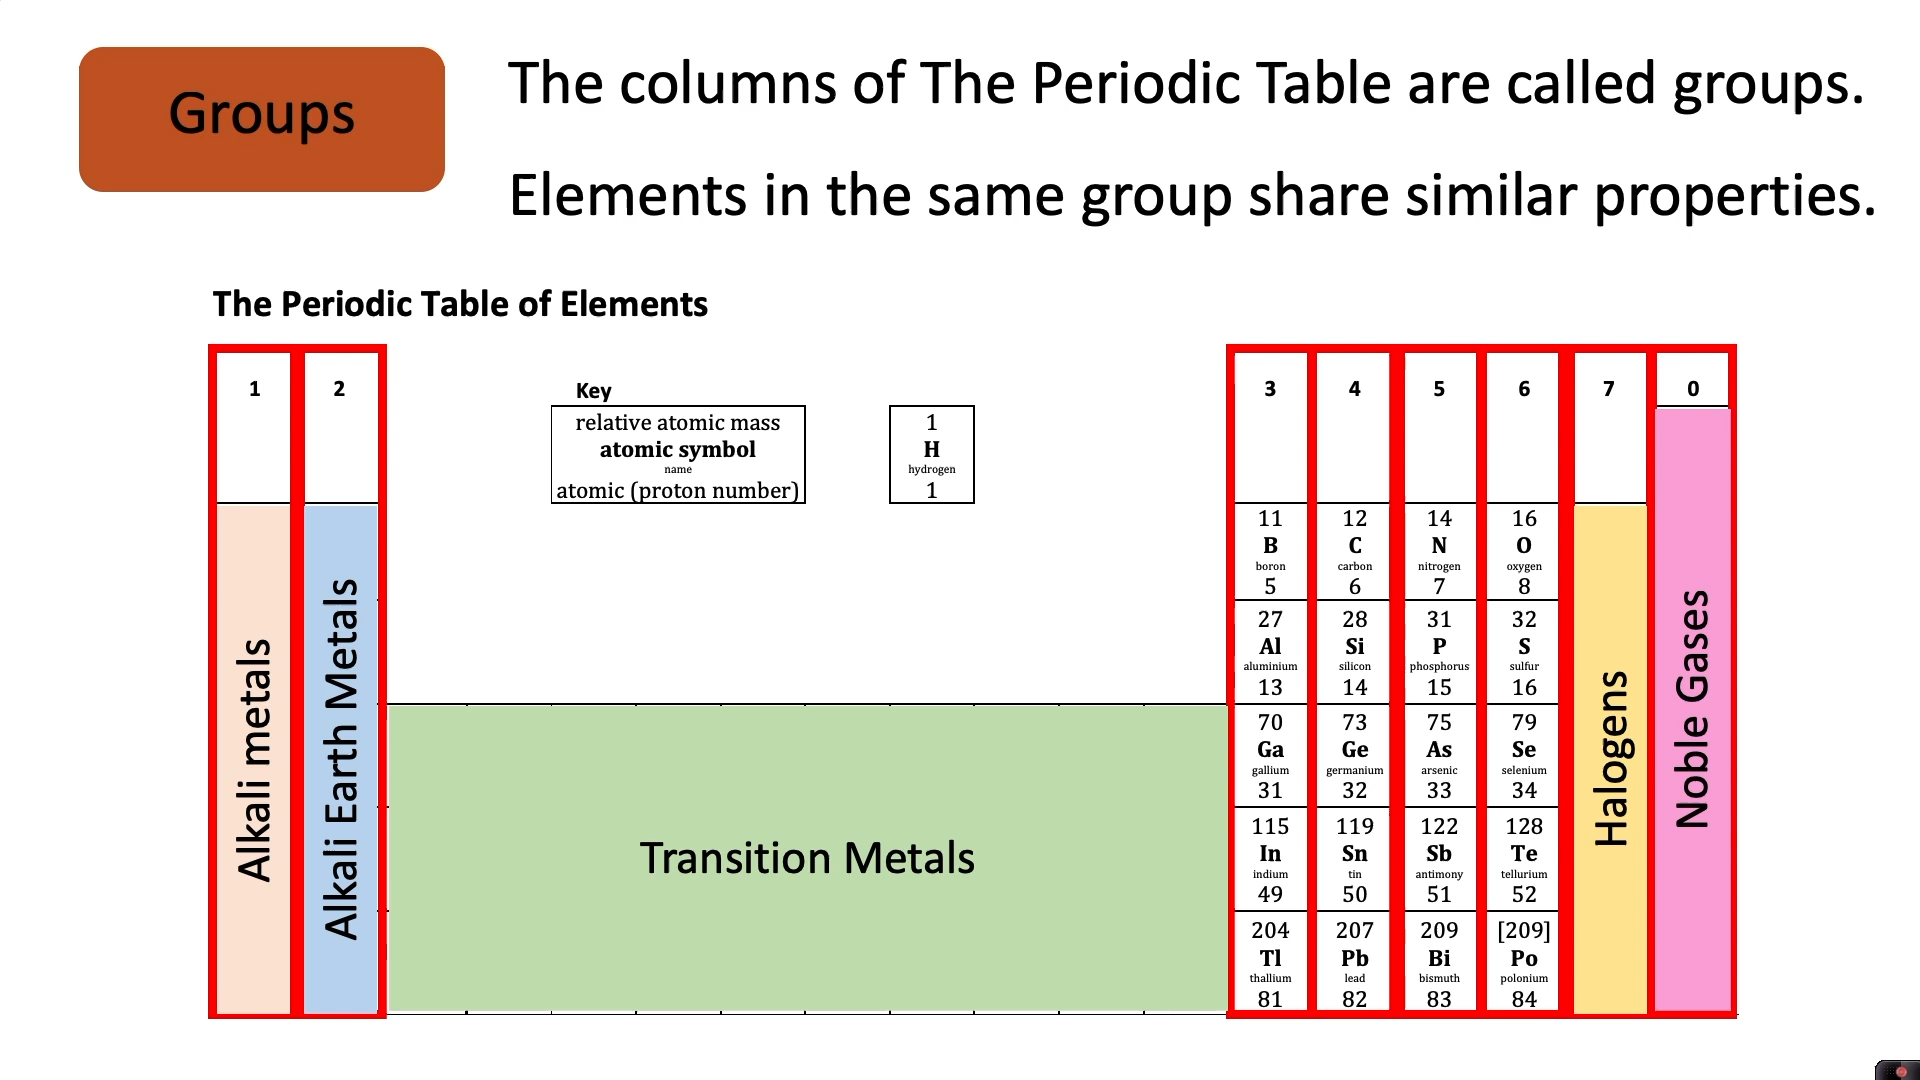 Groups
The columns of The Periodic Table are called groups.
Elements in the same group share similar properties.
The Periodic Table of Elements
1 2 3 4 5 6 7 0
Key
relative atomic mass
atomic symbol
name
atomic (proton number)
1
H
hydrogen
1
11 12 14 16
B C N O
boron carbon nitrogen oxygen
5 6 7 8
27 28 31 32
Al Si P S
aluminium silicon phosphorus sulfur
13 14 15 16
70 73 75 79
Ga Ge As Se
gallium germanium arsenic selenium
31 32 33 34
115 119 122 128
In Sn Sb Te
indium tin antimony tellurium
49 50 51 52
204 207 209 [209]
Tl Pb Bi Po
thallium lead bismuth polonium
81 82 83 84
Alkali metals
Alkali Earth Metals
Transition Metals
Halogens
Noble Gases